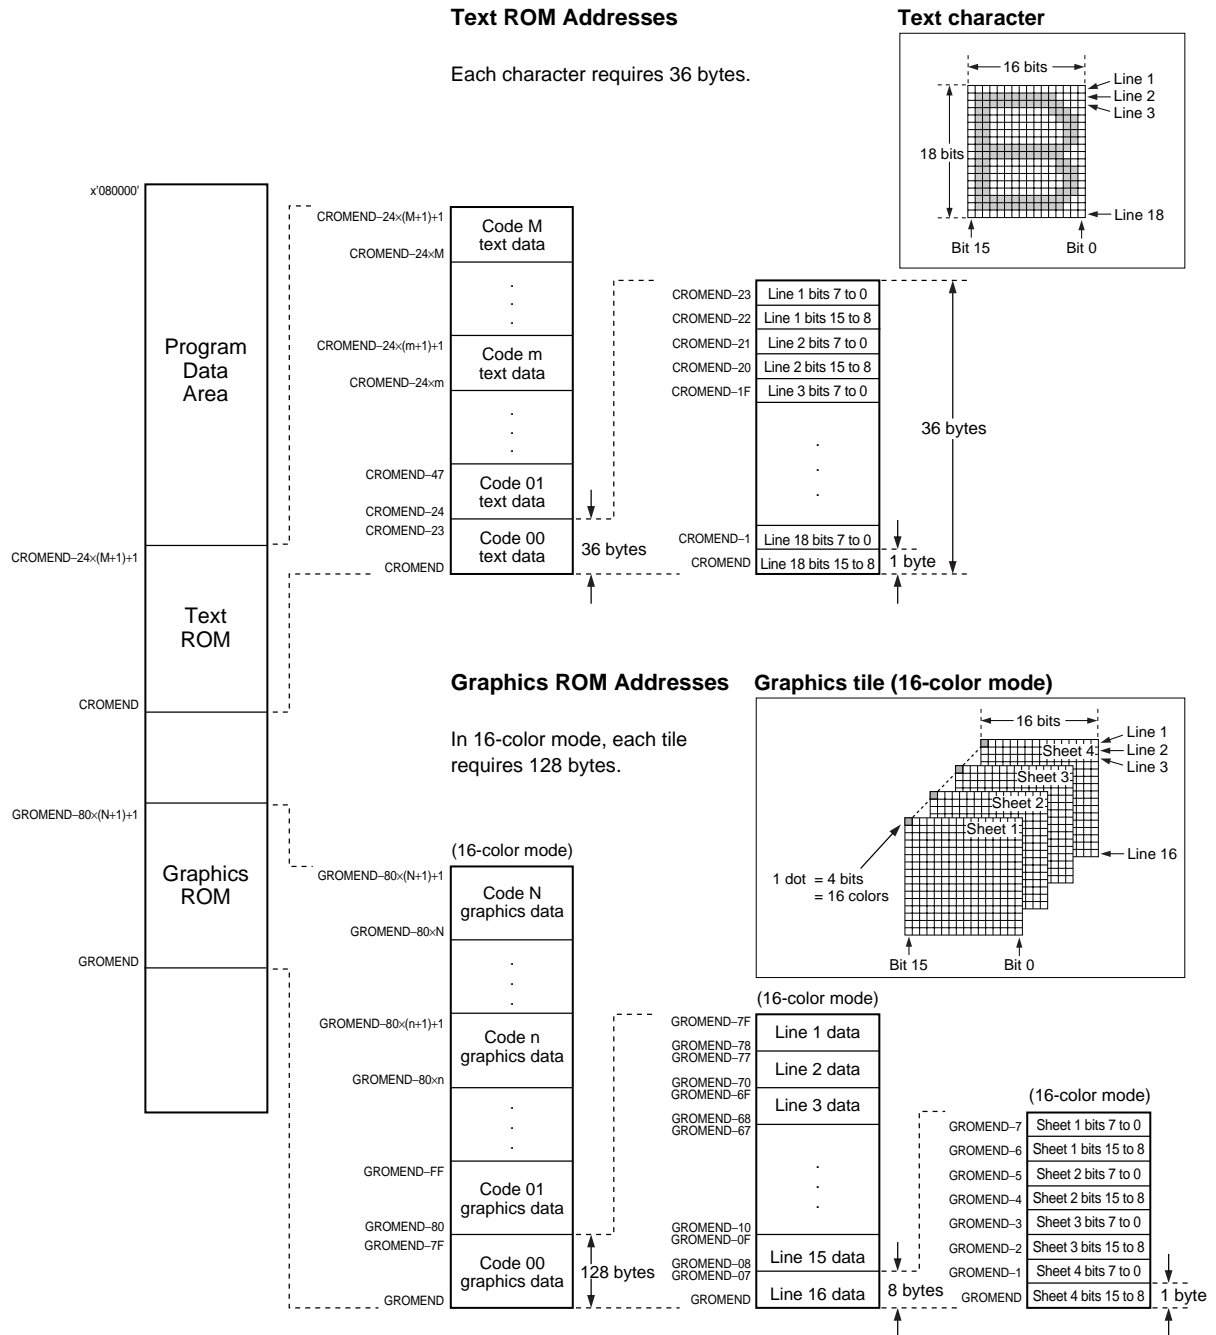 Text ROM Addresses
Each character requires 36 bytes.
Text character
16 bits
Line 1
Line 2
Line 3
18 bits
Line 18
Bit 15
Bit 0
x'080000'
Program
Data
Area
CROMEND–24×(M+1)+1
Text
ROM
CROMEND
GROMEND–80×(N+1)+1
Graphics
ROM
GROMEND
CROMEND–24×(M+1)+1
Code M
text data
CROMEND–24×M
CROMEND–24×(m+1)+1
Code m
text data
CROMEND–24×m
CROMEND–47
Code 01
text data
CROMEND–24
CROMEND–23
Code 00
text data
CROMEND
36 bytes
CROMEND–23
Line 1 bits 7 to 0
CROMEND–22
Line 1 bits 15 to 8
CROMEND–21
Line 2 bits 7 to 0
CROMEND–20
Line 2 bits 15 to 8
CROMEND–1F
Line 3 bits 7 to 0
36 bytes
CROMEND–1
Line 18 bits 7 to 0
CROMEND
Line 18 bits 15 to 8
1 byte
Graphics ROM Addresses
In 16-color mode, each tile
requires 128 bytes.
Graphics tile (16-color mode)
16 bits
Line 1
Line 2
Line 3
Sheet 4
Sheet 3
Sheet 2
Sheet 1
Line 16
1 dot = 4 bits
= 16 colors
Bit 15
Bit 0
(16-color mode)
GROMEND–80×(N+1)+1
Code N
graphics data
GROMEND–80×N
GROMEND–80×(n+1)+1
Code n
graphics data
GROMEND–80×n
GROMEND–FF
Code 01
graphics data
GROMEND–80
GROMEND–7F
Code 00
graphics data
GROMEND
128 bytes
(16-color mode)
GROMEND–7F
Line 1 data
GROMEND–78
GROMEND–77
Line 2 data
GROMEND–70
GROMEND–6F
Line 3 data
GROMEND–68
GROMEND–67
GROMEND–10
GROMEND–0F
Line 15 data
GROMEND–08
GROMEND–07
Line 16 data
GROMEND
8 bytes
(16-color mode)
GROMEND–7
Sheet 1 bits 7 to 0
GROMEND–6
Sheet 1 bits 15 to 8
GROMEND–5
Sheet 2 bits 7 to 0
GROMEND–4
Sheet 2 bits 15 to 8
GROMEND–3
Sheet 3 bits 7 to 0
GROMEND–2
Sheet 3 bits 15 to 8
GROMEND–1
Sheet 4 bits 7 to 0
GROMEND
Sheet 4 bits 15 to 8
1 byte